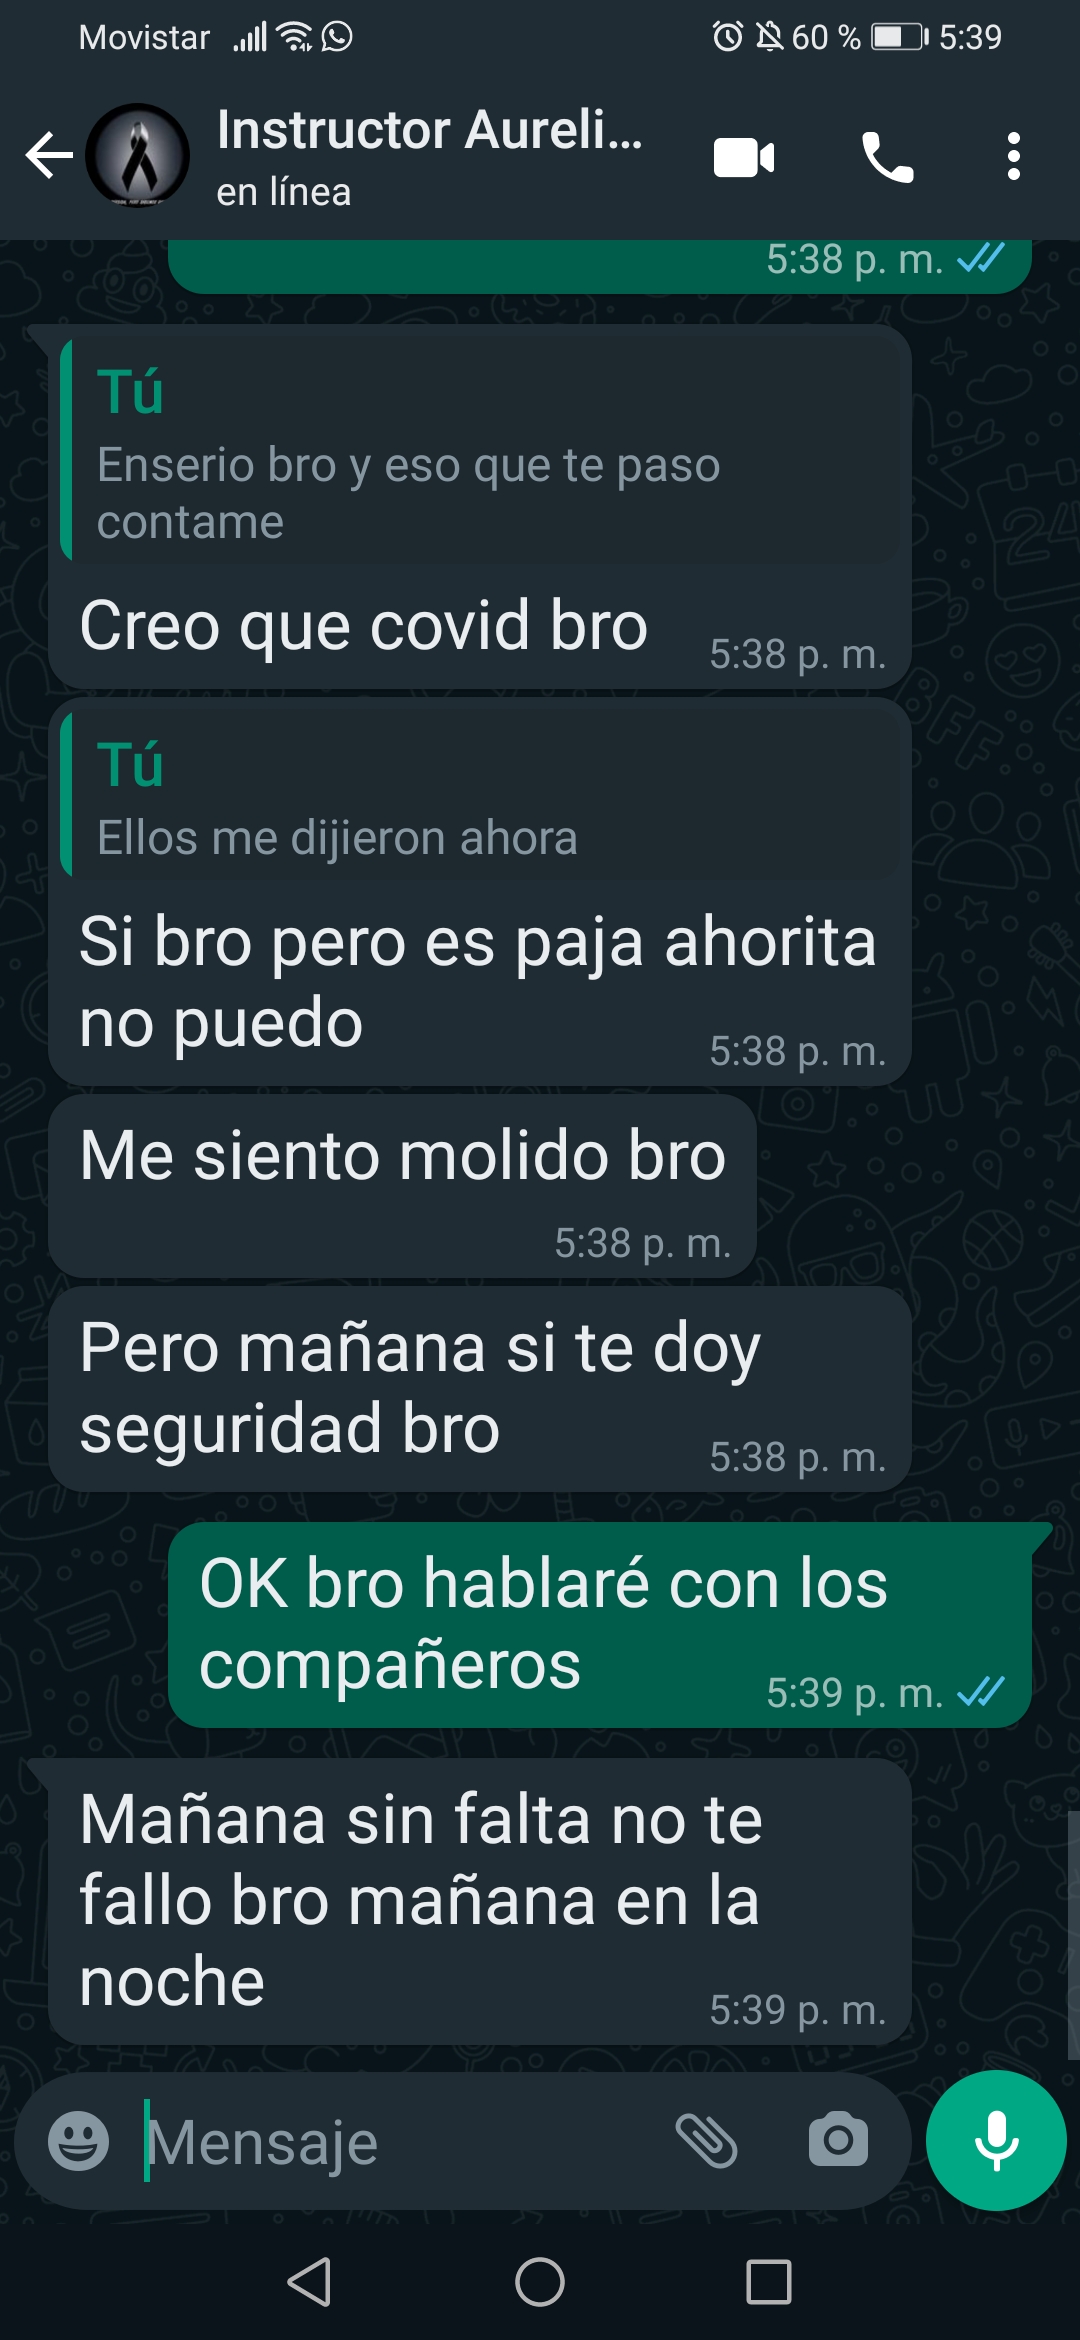 Movistar 60 % 5:39
Instructor Aureli...
en línea
5:38 p. m.
Tú
Enserio bro y eso que te paso
contame
Creo que covid bro
5:38 p. m.
Tú
Ellos me dijieron ahora
Si bro pero es paja ahorita
no puedo
5:38 p. m.
Me siento molido bro
5:38 p. m.
Pero mañana si te doy
seguridad bro
5:38 p. m.
OK bro hablaré con los
compañeros
5:39 p. m.
Mañana sin falta no te
fallo bro mañana en la
noche
5:39 p. m.
Mensaje